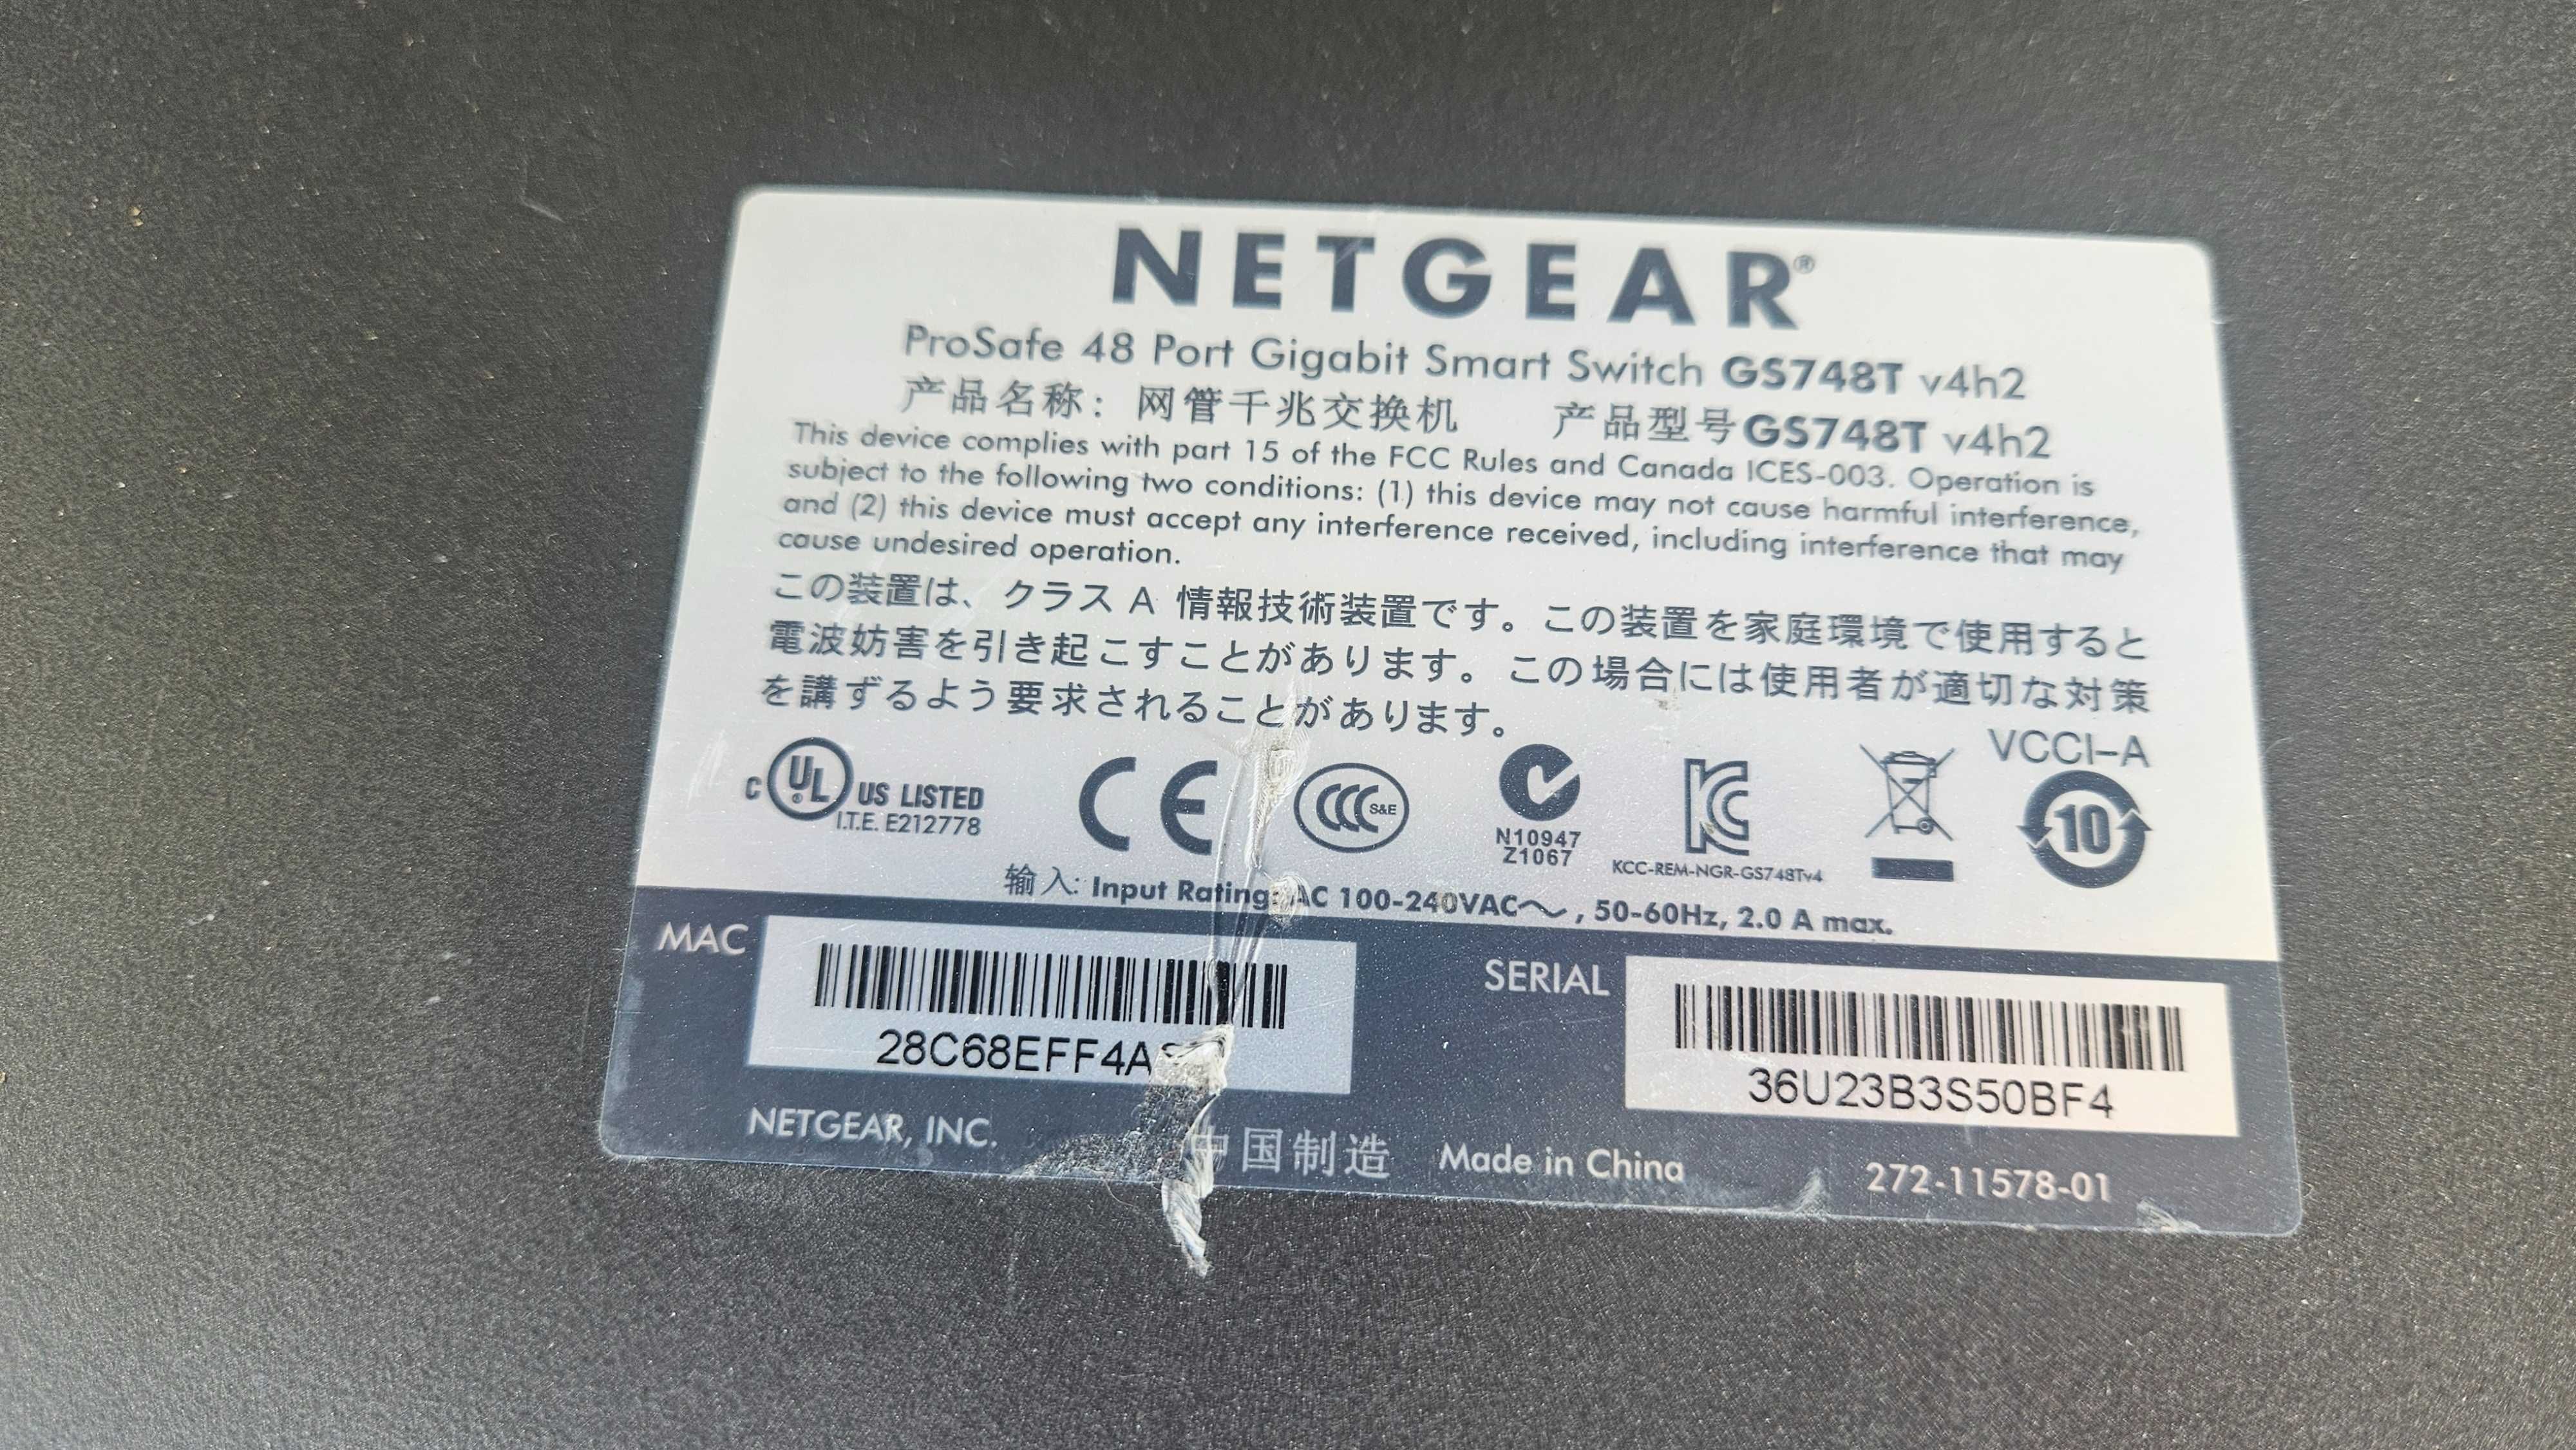 NETGEAR®
ProSafe 48 Port Gigabit Smart Switch GS748T v4h2
产品名称：网管千兆交换机 产品型号GS748T v4h2
This device complies with part 15 of the FCC Rules and Canada ICES-003. Operation is
subject to the following two conditions: (1) this device may not cause harmful interference,
and (2) this device must accept any interference received, including interference that may
cause undesired operation.
この装置は、クラス A 情報技術装置です。この装置を家庭環境で使用すると
電波妨害を引き起こすことがあります。この場合には使用者が適切な対策
を講ずるよう要求されることがあります。
VCCI-A
C UL® US LISTED
I.T.E. E212778
CE
CCC S&E
N10947
Z1067
KC
KCC-REM-NGR-GS748Tv4
10
输入: Input Rating: AC 100-240VAC～, 50-60Hz, 2.0 A max.
MAC
28C68EFF4A
SERIAL
36U23B3S50BF4
NETGEAR, INC. 中国制造 Made in China 272-11578-01